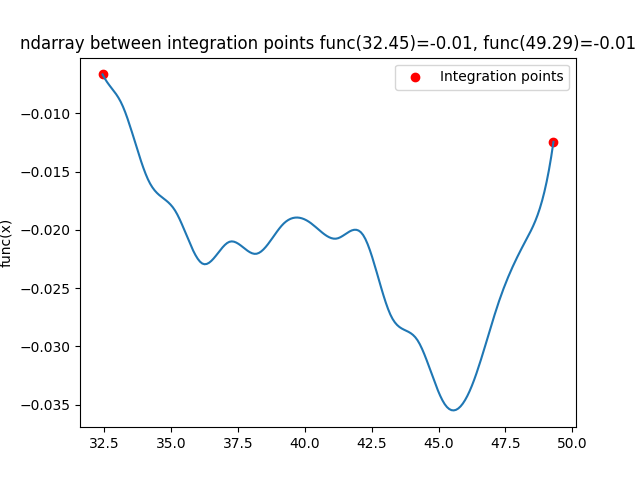 ndarray between integration points func(32.45)=-0.01, func(49.29)=-0.01
Integration points
func(x)
−0.010
−0.015
−0.020
−0.025
−0.030
−0.035
32.5 35.0 37.5 40.0 42.5 45.0 47.5 50.0